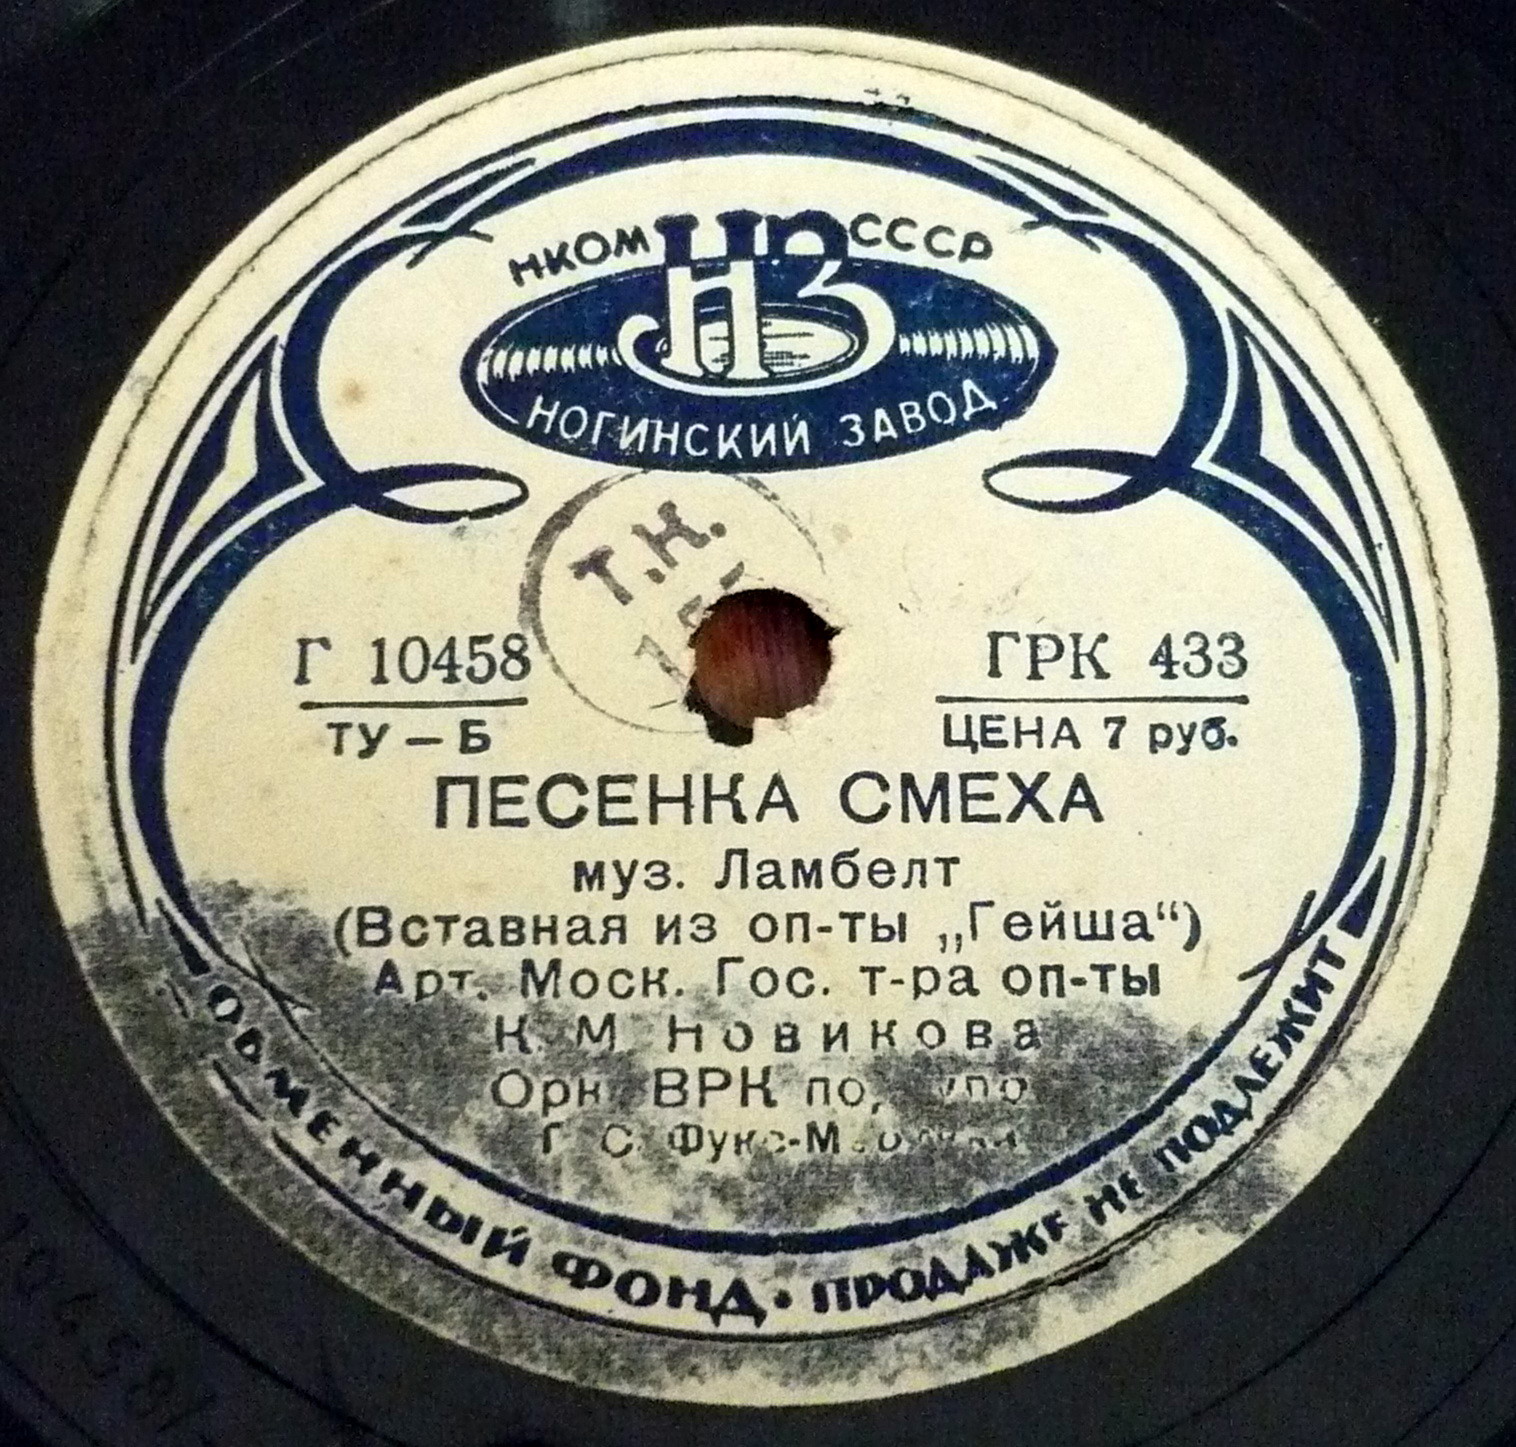 НКОМ СССР
НЗ
НОГИНСКИЙ ЗАВОД
Т.К.
Г 10458
ТУ – Б
ГРК 433
ЦЕНА 7 руб.
ПЕСЕНКА СМЕХА
муз. Ламбелт
(Вставная из оп-ты „Гейша“)
Арт. Моск. Гос. т-ра оп-ты
К. М. Новикова
Орк. ВРК
Г. С.
ОБМЕННЫЙ ФОНД · ПРОДАЖЕ НЕ ПОДЛЕЖИТ